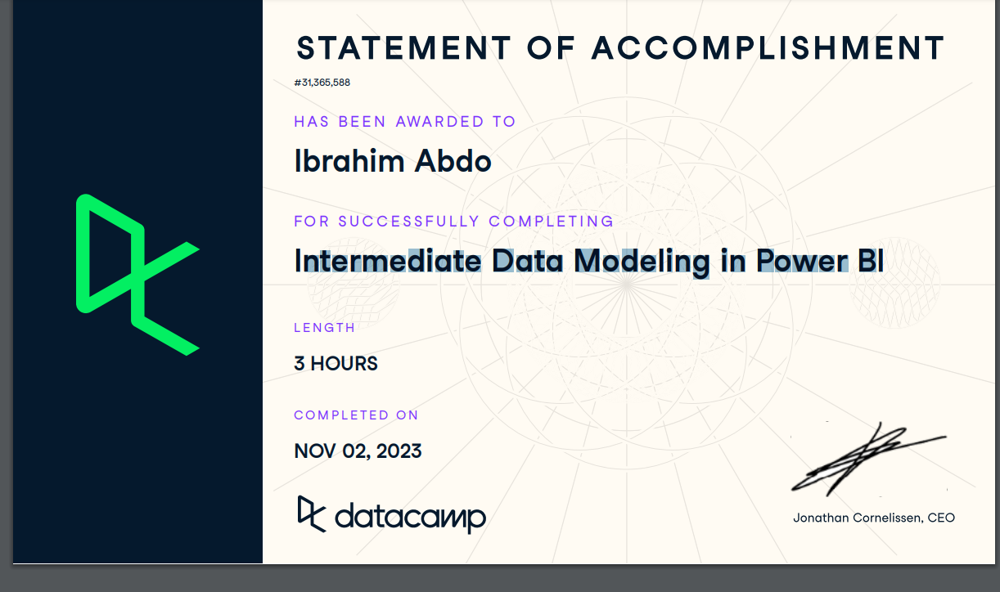 STATEMENT OF ACCOMPLISHMENT
#31,365,588
HAS BEEN AWARDED TO
Ibrahim Abdo
FOR SUCCESSFULLY COMPLETING
Intermediate Data Modeling in Power BI
LENGTH
3 HOURS
COMPLETED ON
NOV 02, 2023
datacamp
Jonathan Cornelissen, CEO